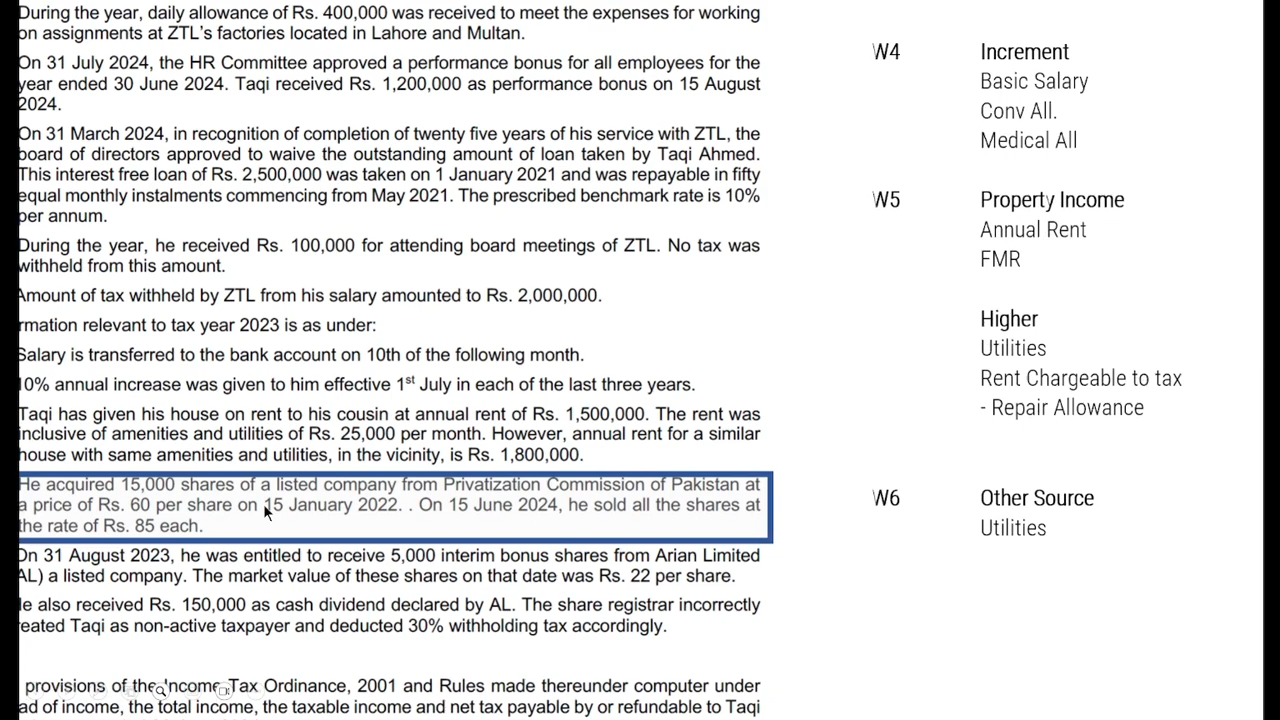 During the year, daily allowance of Rs. 400,000 was received to meet the expenses for working
on assignments at ZTL's factories located in Lahore and Multan.
On 31 July 2024, the HR Committee approved a performance bonus for all employees for the
year ended 30 June 2024. Taqi received Rs. 1,200,000 as performance bonus on 15 August
2024.
On 31 March 2024, in recognition of completion of twenty five years of his service with ZTL, the
board of directors approved to waive the outstanding amount of loan taken by Taqi Ahmed.
This interest free loan of Rs. 2,500,000 was taken on 1 January 2021 and was repayable in fifty
equal monthly instalments commencing from May 2021. The prescribed benchmark rate is 10%
per annum.
During the year, he received Rs. 100,000 for attending board meetings of ZTL. No tax was
withheld from this amount.
Amount of tax withheld by ZTL from his salary amounted to Rs. 2,000,000.
rmation relevant to tax year 2023 is as under:
Salary is transferred to the bank account on 10th of the following month.
10% annual increase was given to him effective 1st July in each of the last three years.
Taqi has given his house on rent to his cousin at annual rent of Rs. 1,500,000. The rent was
inclusive of amenities and utilities of Rs. 25,000 per month. However, annual rent for a similar
house with same amenities and utilities, in the vicinity, is Rs. 1,800,000.
He acquired 15,000 shares of a listed company from Privatization Commission of Pakistan at
a price of Rs. 60 per share on 15 January 2022. . On 15 June 2024, he sold all the shares at
the rate of Rs. 85 each.
On 31 August 2023, he was entitled to receive 5,000 interim bonus shares from Arian Limited
AL) a listed company. The market value of these shares on that date was Rs. 22 per share.
e also received Rs. 150,000 as cash dividend declared by AL. The share registrar incorrectly
eated Taqi as non-active taxpayer and deducted 30% withholding tax accordingly.
provisions of the Income Tax Ordinance, 2001 and Rules made thereunder computer under
ad of income, the total income, the taxable income and net tax payable by or refundable to Taqi
W4 Increment
Basic Salary
Conv All.
Medical All
W5 Property Income
Annual Rent
FMR
Higher
Utilities
Rent Chargeable to tax
- Repair Allowance
W6 Other Source
Utilities